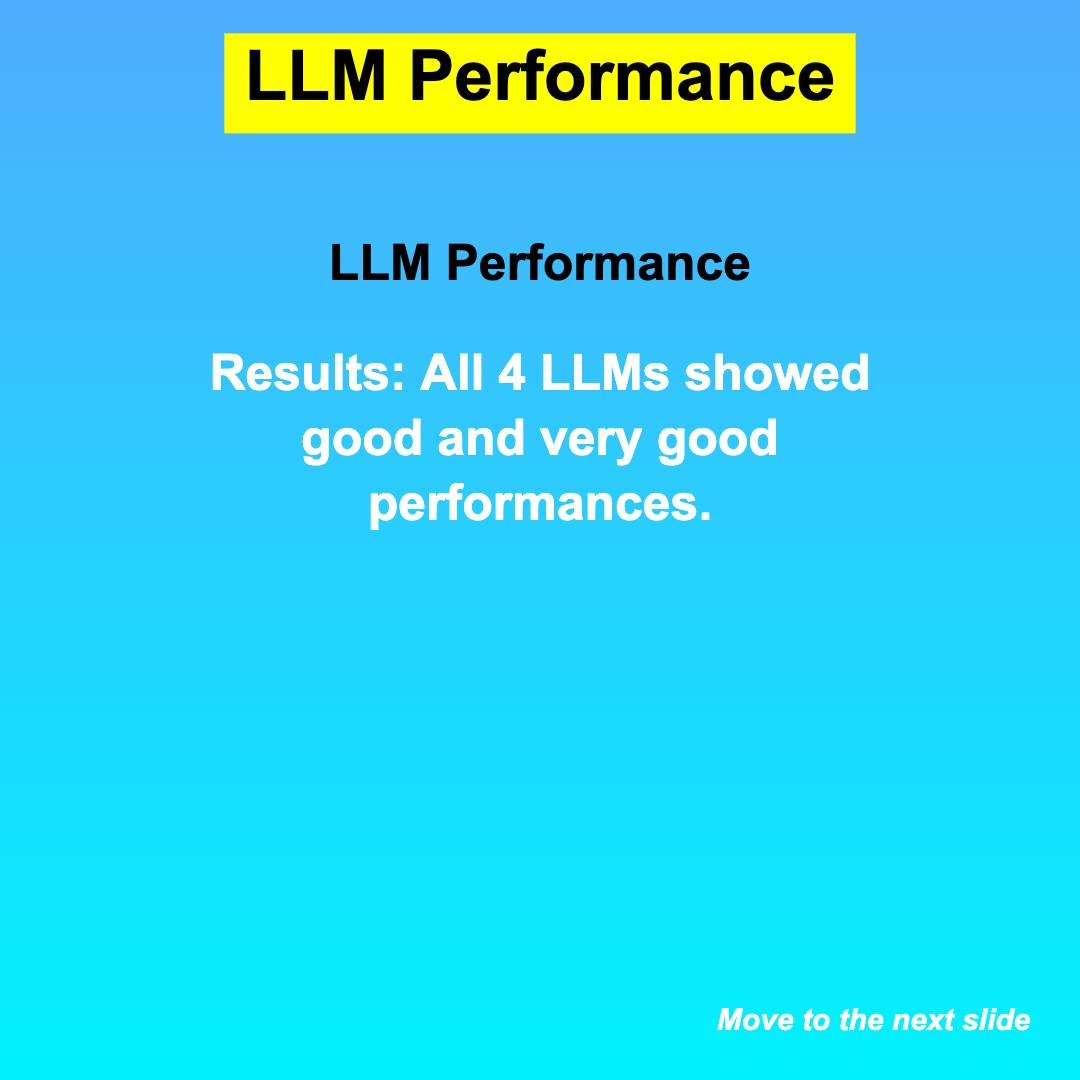 LLM Performance
LLM Performance
Results: All 4 LLMs showed
good and very good
performances.
Move to the next slide